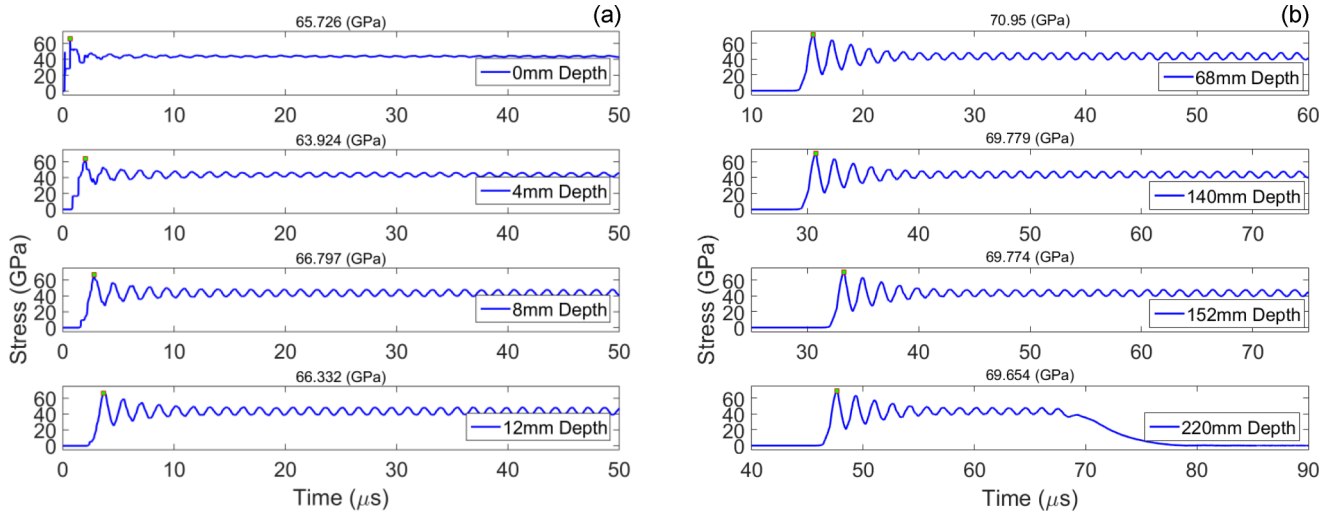 (a)
65.726 (GPa)
60
40
20
0
0mm Depth
0 10 20 30 40 50
63.924 (GPa)
60
40
20
0
4mm Depth
0 10 20 30 40 50
66.797 (GPa)
60
40
20
0
8mm Depth
0 10 20 30 40 50
66.332 (GPa)
60
40
20
0
12mm Depth
0 10 20 30 40 50
Stress (GPa)
Time (μs)
(b)
70.95 (GPa)
60
40
20
0
68mm Depth
10 20 30 40 50 60
69.779 (GPa)
60
40
20
0
140mm Depth
30 40 50 60 70
69.774 (GPa)
60
40
20
0
152mm Depth
25 35 45 55 65 75
69.654 (GPa)
60
40
20
0
220mm Depth
40 50 60 70 80 90
Stress (GPa)
Time (μs)